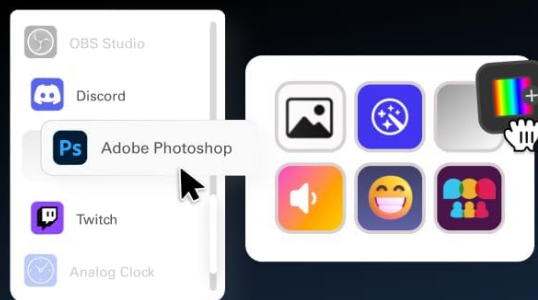 OBS Studio
Discord
Ps Adobe Photoshop
Twitch
Analog Clock